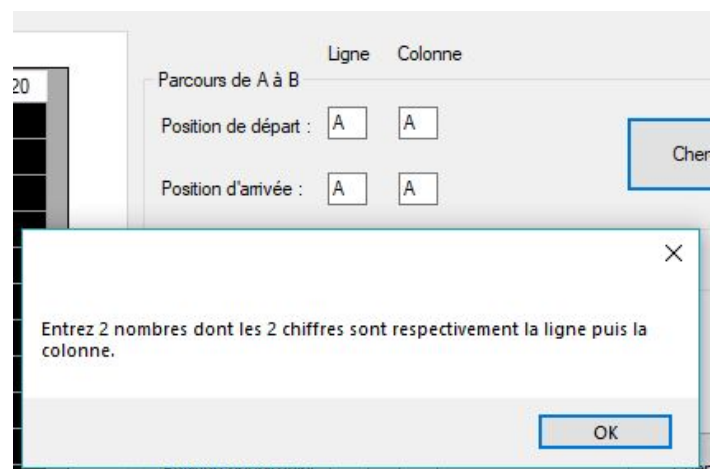 Ligne Colonne
20
Parcours de A à B
Position de départ : A A
Position d'arrivée : A A
Cher
Entrez 2 nombres dont les 2 chiffres sont respectivement la ligne puis la
colonne.
OK